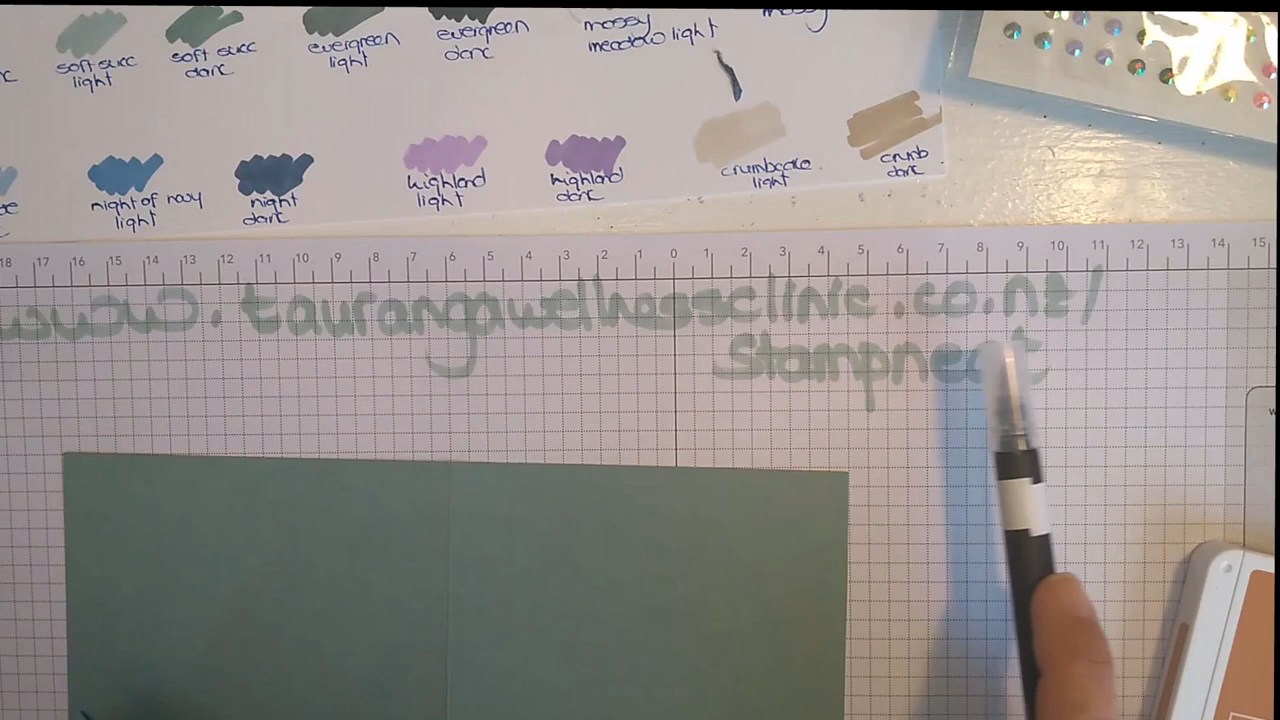 soft succ light
soft succ dark
evergreen light
evergreen dark
mossy meadow light
mossy
night of navy light
night dark
highland light
highland dark
crumbcake light
crumb dark
18 17 16 15 14 13 12 11 10 9 8 7 6 5 4 3 2 1 0 1 2 3 4 5 6 7 8 9 10 11 12 13 14 15
www.taurangawellnessclinic.co.nz/
Stampneat